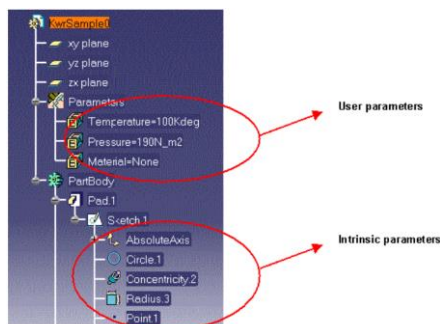 KwrSample0
xy plane
yz plane
zx plane
Parameters
Temperature=100Kdeg
Pressure=190N_m2
Material=None
PartBody
Pad.1
Sketch.1
AbsoluteAxis
Circle.1
Concentricity.2
Radius.3
Point.1
User parameters
Intrinsic parameters